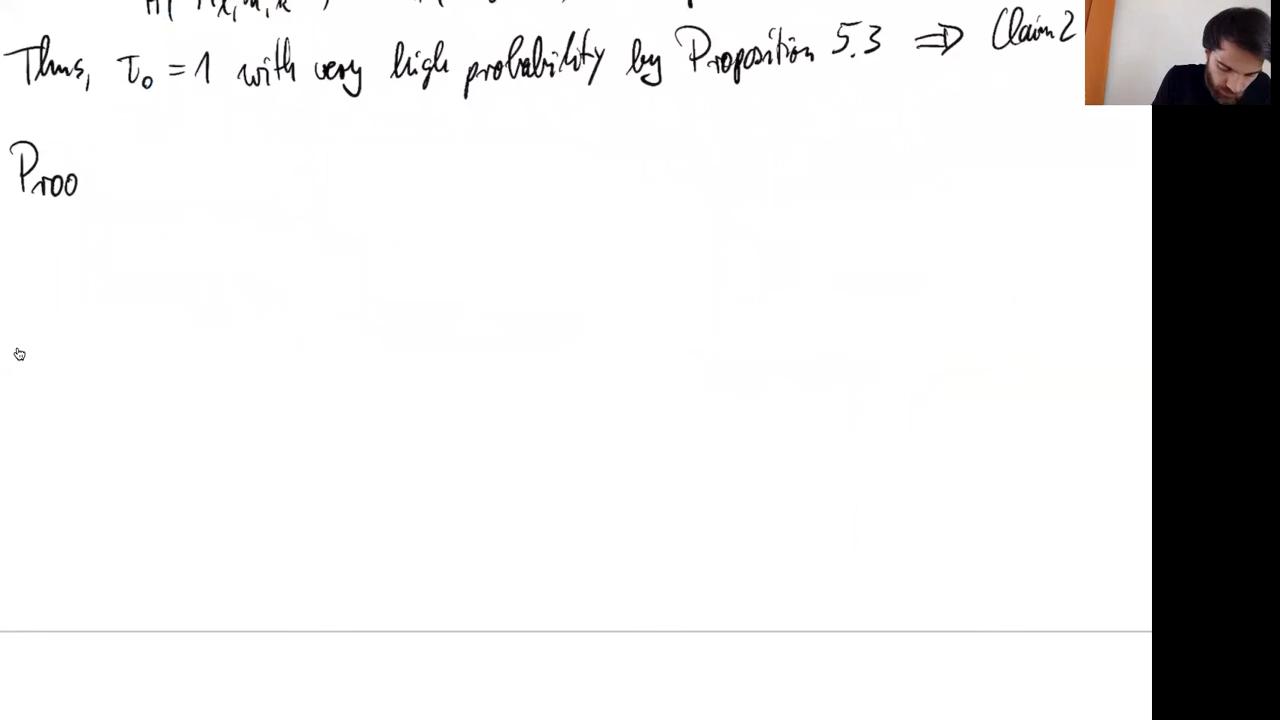 Thus, τ₀ = 1 with very high probability by Proposition 5.3 ⇒ Claim 2
Proo